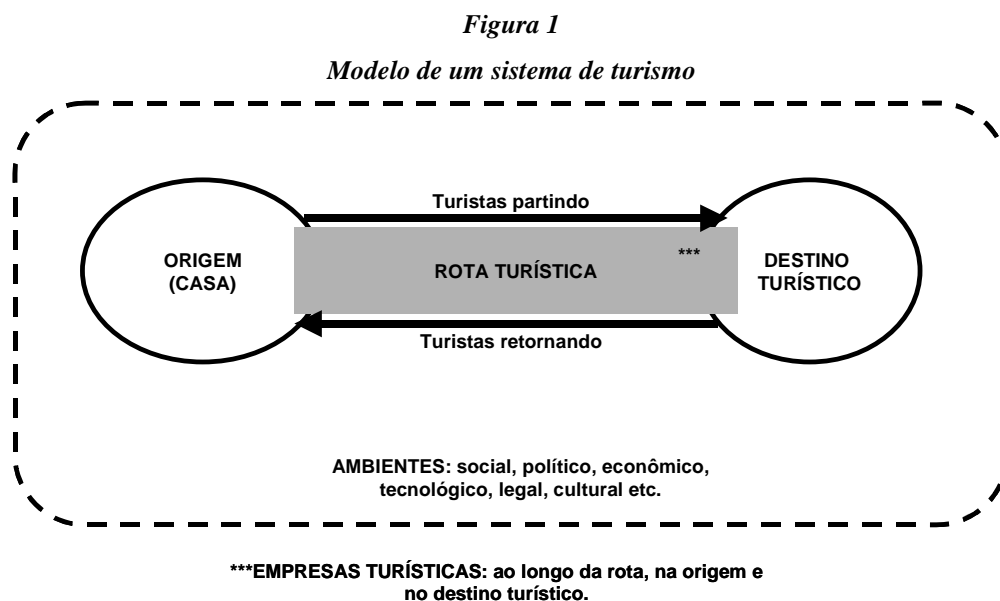 Figura 1
Modelo de um sistema de turismo
Turistas partindo
ORIGEM
(CASA)
ROTA TURÍSTICA
***
DESTINO
TURÍSTICO
Turistas retornando
AMBIENTES: social, político, econômico,
tecnológico, legal, cultural etc.
***EMPRESAS TURÍSTICAS: ao longo da rota, na origem e
no destino turístico.